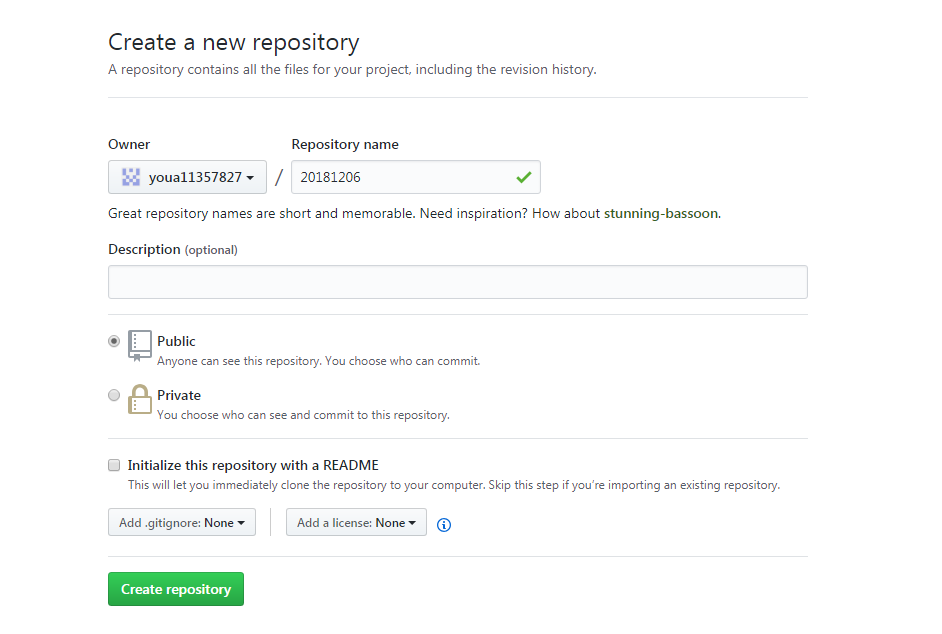 Create a new repository
A repository contains all the files for your project, including the revision history.
Owner
Repository name
youa11357827
/
20181206
Great repository names are short and memorable. Need inspiration? How about stunning-bassoon.
Description (optional)
Public
Anyone can see this repository. You choose who can commit.
Private
You choose who can see and commit to this repository.
Initialize this repository with a README
This will let you immediately clone the repository to your computer. Skip this step if you’re importing an existing repository.
Add .gitignore: None
Add a license: None
Create repository